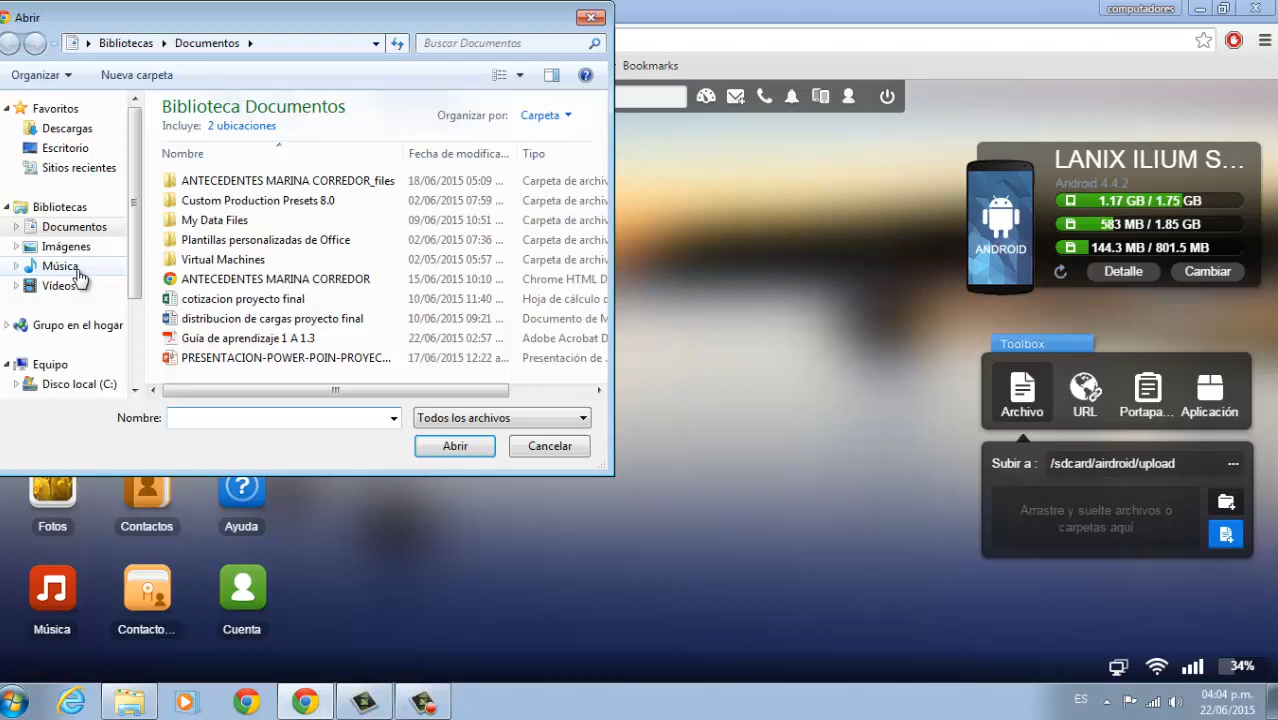 Abrir
computadores
Bibliotecas Documentos
Buscar Documentos
Bookmarks
Organizar Nueva carpeta
Favoritos
Descargas
Escritorio
Sitios recientes
Bibliotecas
Documentos
Imágenes
Música
Vídeos
Grupo en el hogar
Equipo
Disco local (C:)
Biblioteca Documentos
Incluye: 2 ubicaciones
Organizar por: Carpeta
Nombre Fecha de modifica... Tipo
ANTECEDENTES MARINA CORREDOR_files 18/06/2015 05:09 ... Carpeta de archiv
Custom Production Presets 8.0 02/06/2015 07:59 ... Carpeta de archiv
My Data Files 09/06/2015 10:51 ... Carpeta de archiv
Plantillas personalizadas de Office 02/06/2015 07:36 ... Carpeta de archiv
Virtual Machines 02/05/2015 05:57 ... Carpeta de archiv
ANTECEDENTES MARINA CORREDOR 15/06/2015 10:10 ... Chrome HTML D
cotizacion proyecto final 10/06/2015 11:40 ... Hoja de cálculo d
distribucion de cargas proyecto final 10/06/2015 09:21 ... Documento de M
Guía de aprendizaje 1 A 1.3 22/06/2015 02:57 ... Adobe Acrobat D
PRESENTACION-POWER-POIN-PROYEC... 17/06/2015 12:22 a... Presentación de
Nombre:
Todos los archivos
Abrir Cancelar
LANIX ILIUM S...
Android 4.4.2
1.17 GB / 1.75 GB
583 MB / 1.85 GB
144.3 MB / 801.5 MB
ANDROID
Detalle Cambiar
Toolbox
Archivo URL Portapa... Aplicación
Subir a : /sdcard/airdroid/upload ...
Arrastre y suelte archivos o
carpetas aquí
Fotos Contactos Ayuda
Música Contacto... Cuenta
34%
ES
04:04 p.m.
22/06/2015